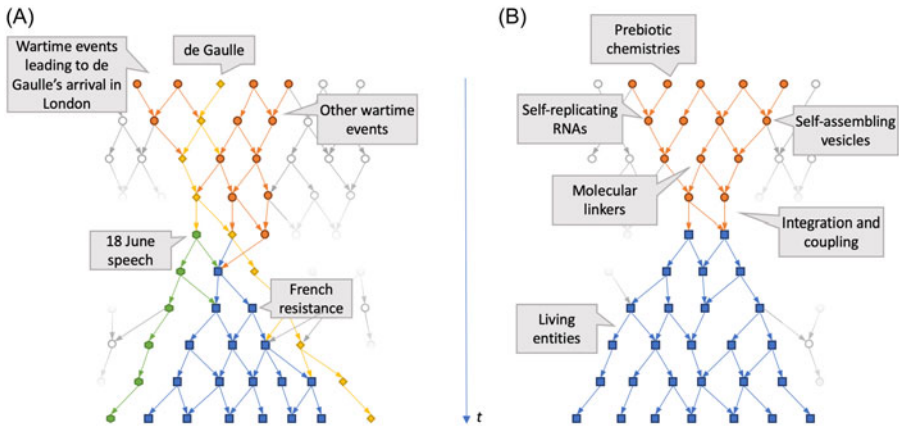 (A)
Wartime events
leading to de
Gaulle's arrival in
London
de Gaulle
Other wartime
events
18 June
speech
French
resistance
t
(B)
Prebiotic
chemistries
Self-replicating
RNAs
Self-assembling
vesicles
Molecular
linkers
Integration and
coupling
Living
entities